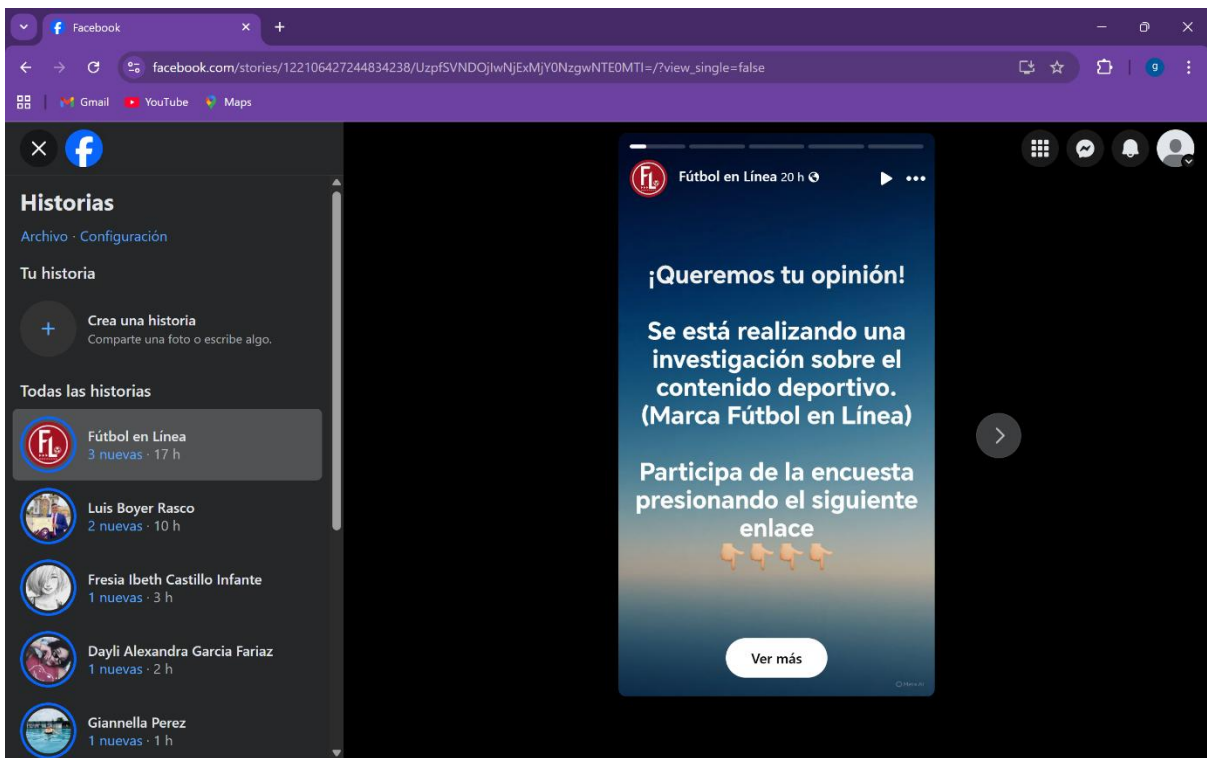 Facebook
facebook.com/stories/122106427244834238/UzpfSVNDOjIwNjExMjY0NzgwNTE0MTI=/?view_single=false
g
Gmail
YouTube
Maps
Historias
Archivo · Configuración
Tu historia
Crea una historia
Comparte una foto o escribe algo.
Todas las historias
FL
Fútbol en Línea
3 nuevas · 17 h
Luis Boyer Rasco
2 nuevas · 10 h
Fresia Ibeth Castillo Infante
1 nuevas · 3 h
Dayli Alexandra Garcia Fariaz
1 nuevas · 2 h
Giannella Perez
1 nuevas · 1 h
FL
Fútbol en Línea 20 h
¡Queremos tu opinión!
Se está realizando una
investigación sobre el
contenido deportivo.
(Marca Fútbol en Línea)
Participa de la encuesta
presionando el siguiente
enlace
👇🏼👇🏼👇🏼👇🏼
Ver más